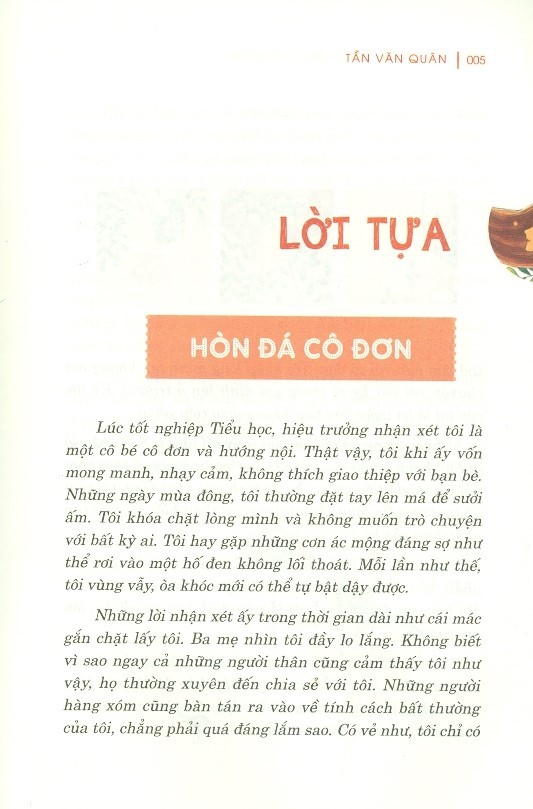 TẦN VĂN QUÂN | 005
LỜI TỰA
HÒN ĐÁ CÔ ĐƠN
Lúc tốt nghiệp Tiểu học, hiệu trưởng nhận xét tôi là
một cô bé cô đơn và hướng nội. Thật vậy, tôi khi ấy vốn
mong manh, nhạy cảm, không thích giao thiệp với bạn bè.
Những ngày mùa đông, tôi thường đặt tay lên má để sưởi
ấm. Tôi khóa chặt lòng mình và không muốn trò chuyện
với bất kỳ ai. Tôi hay gặp những cơn ác mộng đáng sợ như
thể rơi vào một hố đen không lối thoát. Mỗi lần như thế,
tôi vùng vẫy, òa khóc mới có thể tự bật dậy được.
Những lời nhận xét ấy trong thời gian dài như cái mác
gắn chặt lấy tôi. Ba mẹ nhìn tôi đầy lo lắng. Không biết
vì sao ngay cả những người thân cũng cảm thấy tôi như
vậy, họ thường xuyên đến chia sẻ với tôi. Những người
hàng xóm cũng bàn tán ra vào về tính cách bất thường
của tôi, chẳng phải quá đáng lắm sao. Có vẻ như, tôi chỉ có